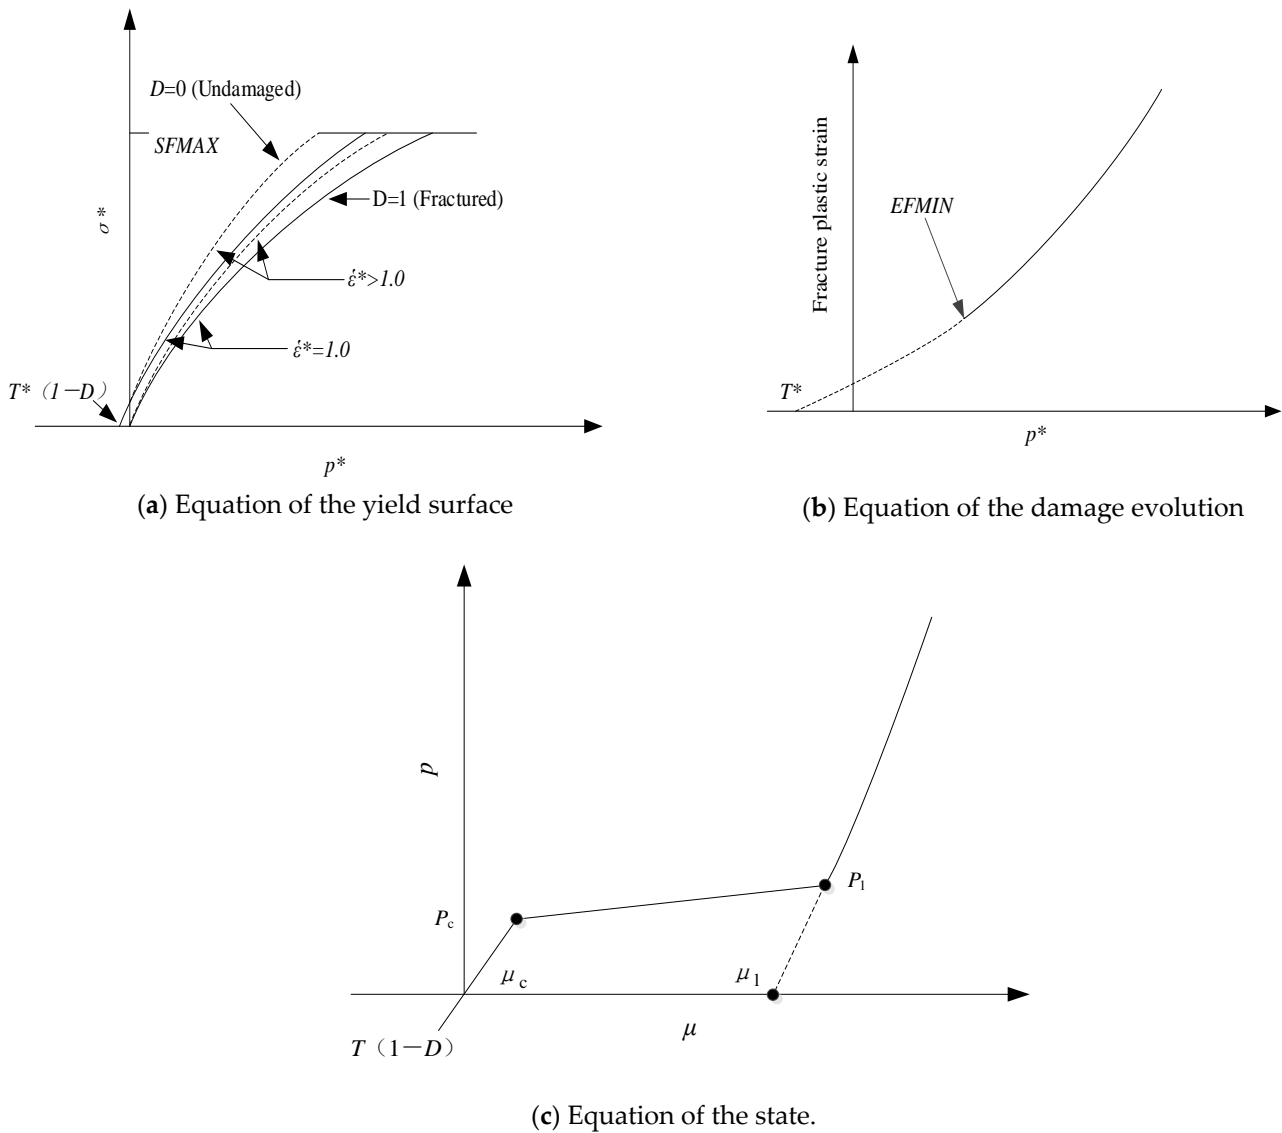 D=0 (Undamaged)
SFMAX
σ*
D=1 (Fractured)
ε̇*>1.0
ε̇*=1.0
T*（1—D）
p*
(a) Equation of the yield surface
Fracture plastic strain
EFMIN
T*
p*
(b) Equation of the damage evolution
p
P₁
Pc
μc
μ₁
μ
T（1—D）
(c) Equation of the state.